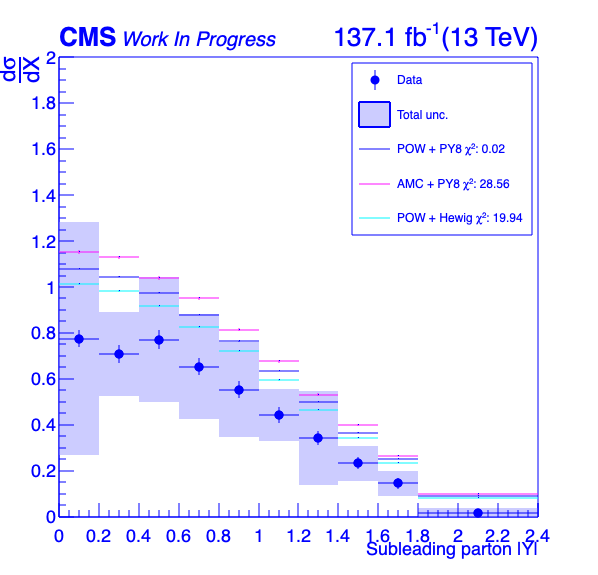 CMS Work In Progress 137.1 fb⁻¹(13 TeV)
dσ
dX
2
1.8
1.6
1.4
1.2
1
0.8
0.6
0.4
0.2
0
Data
Total unc.
POW + PY8 χ²: 0.02
AMC + PY8 χ²: 28.56
POW + Hewig χ²: 19.94
0 0.2 0.4 0.6 0.8 1 1.2 1.4 1.6 1.8 2 2.2 2.4
Subleading parton |Y|